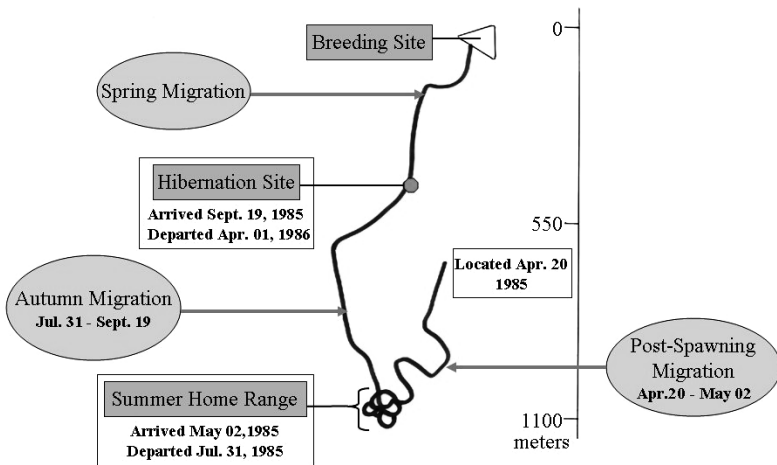 Breeding Site
0
Spring Migration
Hibernation Site
Arrived Sept. 19, 1985
Departed Apr. 01, 1986
550
Located Apr. 20
1985
Autumn Migration
Jul. 31 - Sept. 19
Post-Spawning
Migration
Apr.20 - May 02
Summer Home Range
Arrived May 02,1985
Departed Jul. 31, 1985
1100
meters